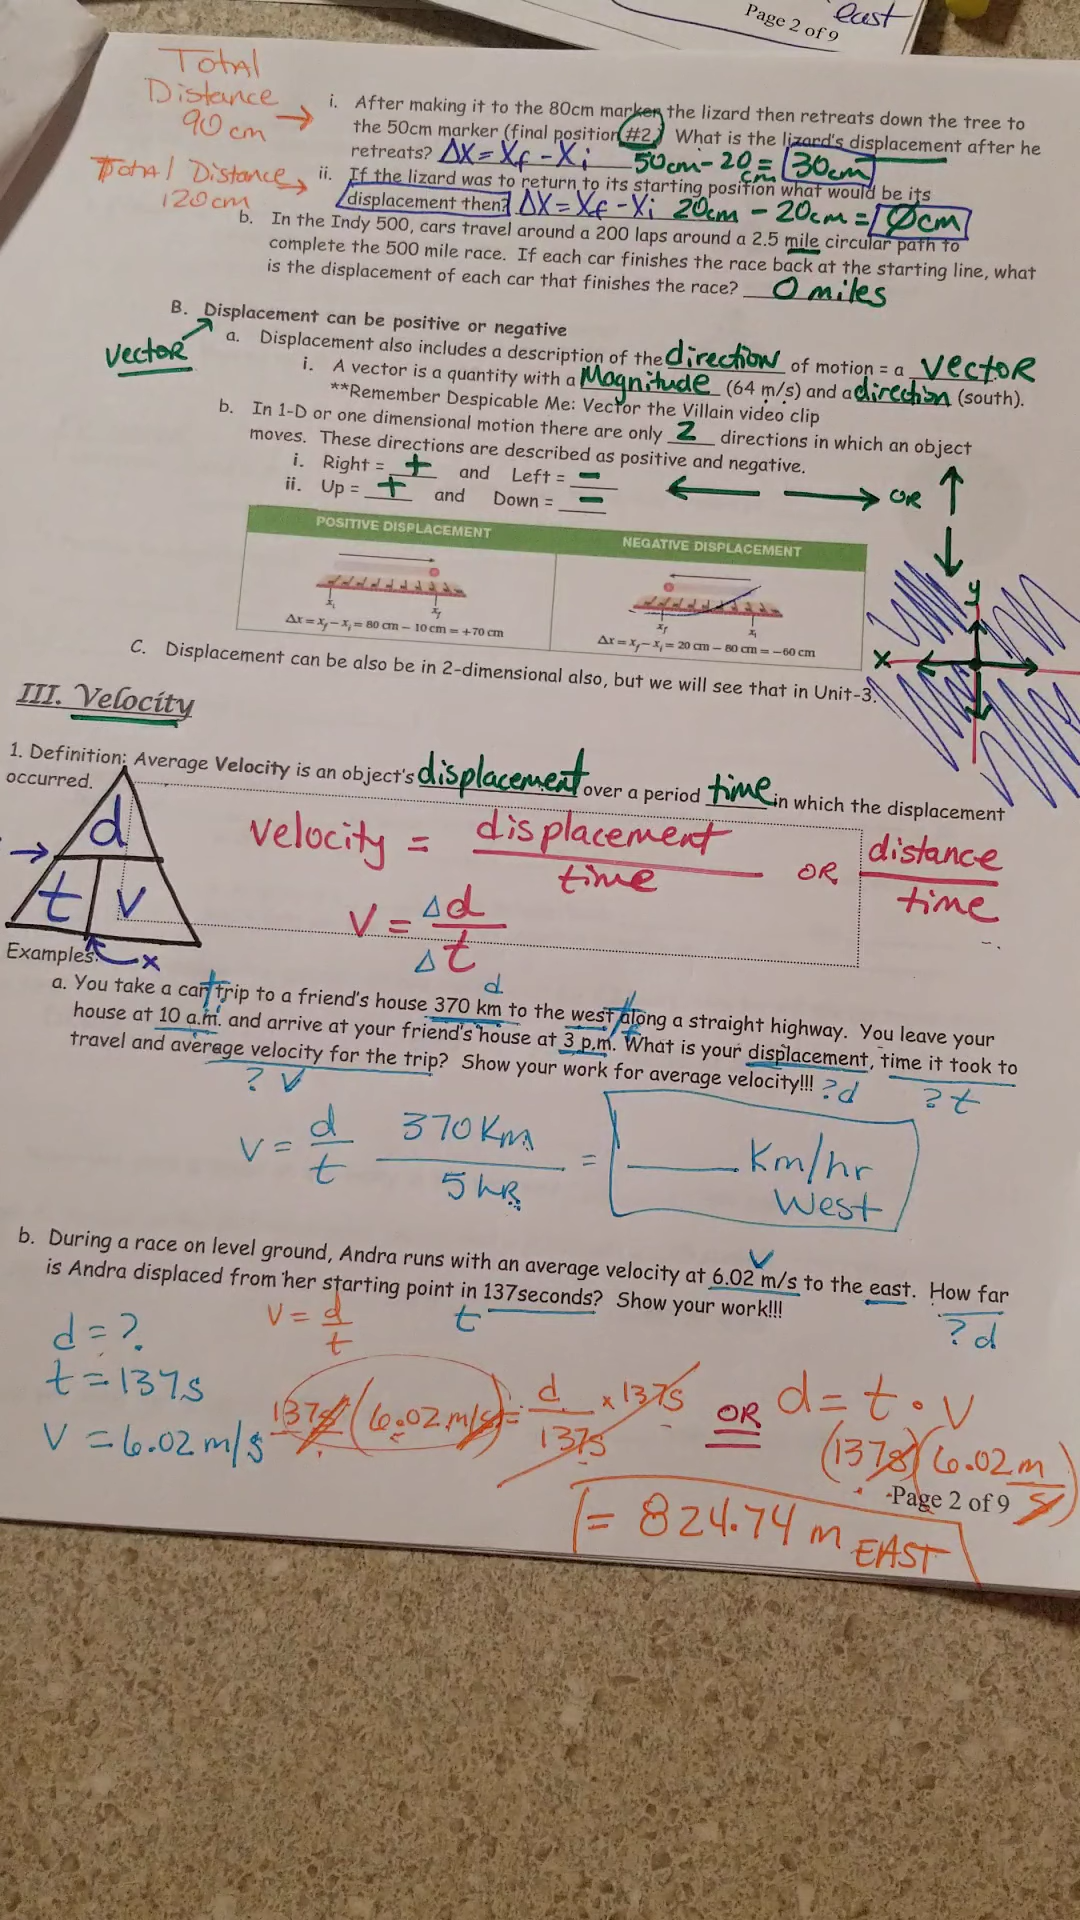 east
Page 2 of 9
Total
Distance
90 cm →
i. After making it to the 80cm marker, the lizard then retreats down the tree to
the 50cm marker (final position #2.) What is the lizard's displacement after he
retreats? ΔX = Xf - Xi 50cm - 20 cm = 30cm
Total Distance
120cm
ii. If the lizard was to return to its starting position what would be its
displacement then? ΔX = Xf - Xi 20cm - 20cm = 0cm
b. In the Indy 500, cars travel around a 200 laps around a 2.5 mile circular path to
complete the 500 mile race. If each car finishes the race back at the starting line, what
is the displacement of each car that finishes the race? 0 miles
B. Displacement can be positive or negative
vector
a. Displacement also includes a description of the direction of motion = a vector
i. A vector is a quantity with a Magnitude (64 m/s) and a direction (south).
**Remember Despicable Me: Vector the Villain video clip
b. In 1-D or one dimensional motion there are only 2 directions in which an object
moves. These directions are described as positive and negative.
i. Right = + and Left = -
ii. Up = + and Down = -
← → OR ↑ ↓
POSITIVE DISPLACEMENT NEGATIVE DISPLACEMENT
xi xf xf xi
Δx = xf - xi = 80 cm - 10 cm = +70 cm
Δx = xf - xi = 20 cm - 80 cm = -60 cm
y
x
C. Displacement can be also be in 2-dimensional also, but we will see that in Unit-3.
III. Velocity
1. Definition: Average Velocity is an object's displacement over a period time in which the displacement
occurred.
d
t v
x
velocity = displacement / time OR distance / time
V = Δd / Δt
Examples:
d
a. You take a car trip to a friend's house 370 km to the west along a straight highway. You leave your
house at 10 a.m. and arrive at your friend's house at 3 p.m. What is your displacement, time it took to
travel and average velocity for the trip? Show your work for average velocity!!! ?d
? v ? t
V = d / t 370 Km / 5 hR = ____ Km/hr
West
b. During a race on level ground, Andra runs with an average velocity at 6.02 m/s to the east. How far
is Andra displaced from her starting point in 137seconds? Show your work!!!
v
t
? d
d = ?
t = 137s
V = 6.02 m/s
V = d / t
137s (6.02 m/s) = d / 137s x 137s
OR
d = t · v
(137s)(6.02 m / s)
-Page 2 of 9
= 824.74 m EAST